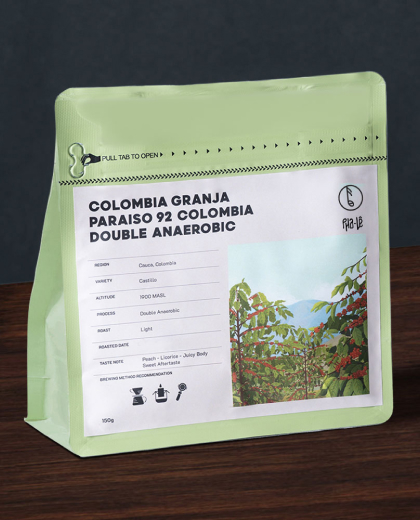 PULL TAB TO OPEN
COLOMBIA GRANJA
PARAISO 92 COLOMBIA
DOUBLE ANAEROBIC
REGION Cauca, Colombia
VARIETY Castillo
ALTITUDE 1900 MASL
PROCESS Double Anaerobic
ROAST Light
ROASTED DATE
TASTE NOTE Peach - Licorice - Juicy Body
Sweet Aftertaste
BREWING METHOD RECOMMENDATION
150g